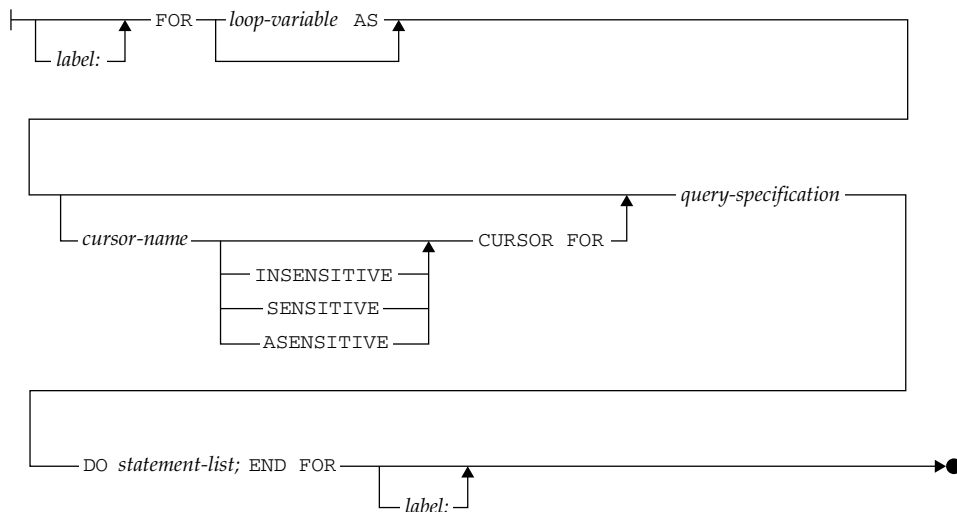 FOR loop-variable AS
label:
query-specification
cursor-name CURSOR FOR
INSENSITIVE
SENSITIVE
ASENSITIVE
DO statement-list; END FOR
label: